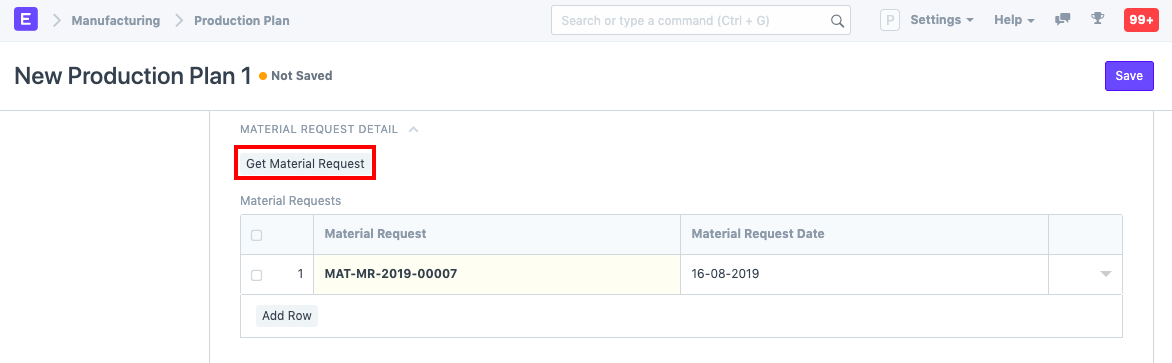 E Manufacturing Production Plan Search or type a command (Ctrl + G) P Settings Help 99+
New Production Plan 1 Not Saved Save
MATERIAL REQUEST DETAIL
Get Material Request
Material Requests
Material Request Material Request Date
1 MAT-MR-2019-00007 16-08-2019
Add Row